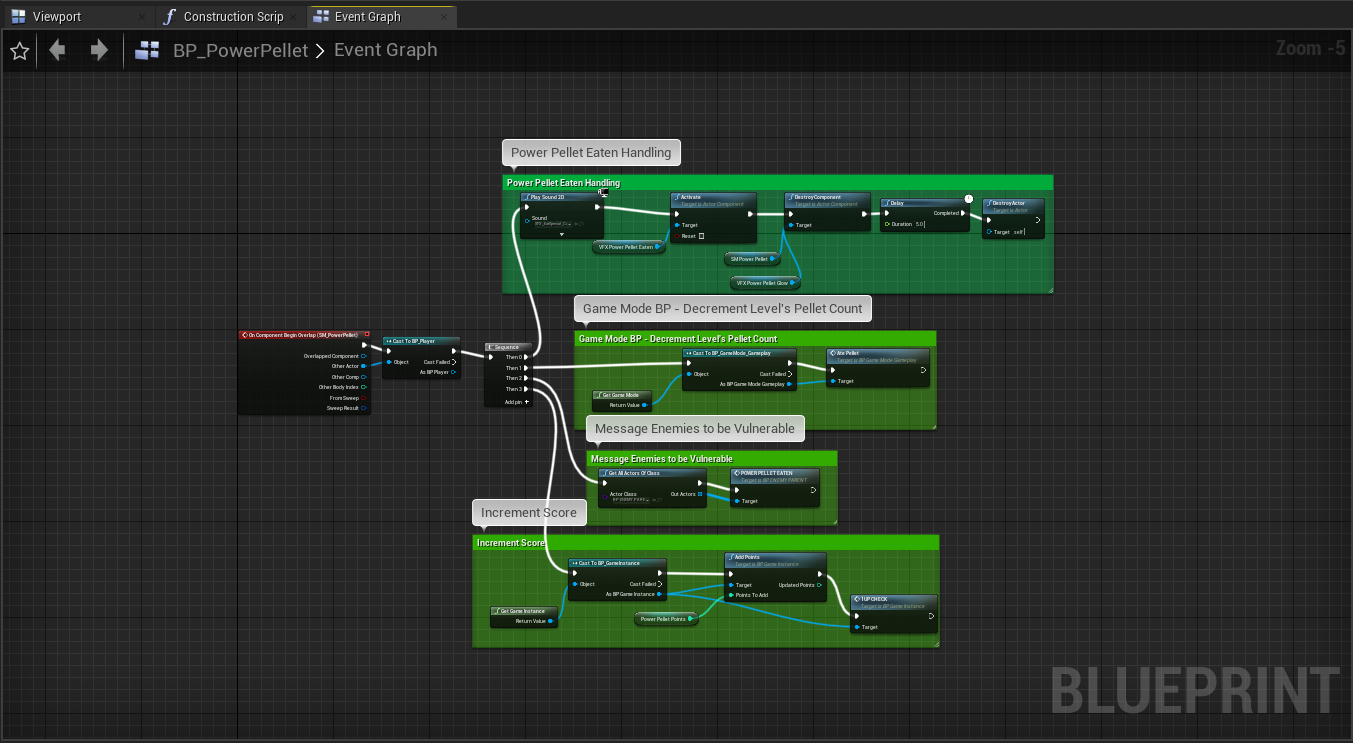 Viewport
Construction Scrip
Event Graph
BP_PowerPellet > Event Graph
Zoom -5
Power Pellet Eaten Handling
Power Pellet Eaten Handling
Play Sound 2D
Sound
Activate
Target is Actor Component
Target
Reset
VFX Power Pellet Eaten
DestroyComponent
Target is Actor Component
Target
SM Power Pellet
VFX Power Pellet Glow
Delay
Completed
Duration 5.0
DestroyActor
Target is Actor
Target self
Game Mode BP - Decrement Level's Pellet Count
Game Mode BP - Decrement Level's Pellet Count
On Component Begin Overlap (SM_PowerPellet)
Overlapped Component
Other Actor
Other Comp
Other Body Index
From Sweep
Sweep Result
Cast To BP_Player
Object
Cast Failed
As BP Player
Sequence
Then 0
Then 1
Then 2
Then 3
Add pin +
Cast To BP_GameMode_Gameplay
Object
Cast Failed
As BP Game Mode Gameplay
Get Game Mode
Return Value
Ate Pellet
Target is BP Game Mode Gameplay
Target
Message Enemies to be Vulnerable
Message Enemies to be Vulnerable
Get All Actors Of Class
Actor Class
Out Actors
POWER PELLET EATEN
Target is BP ENEMY PARENT
Target
Increment Score
Increment Score
Cast To BP_GameInstance
Object
Cast Failed
As BP Game Instance
Get Game Instance
Return Value
Add Points
Target is BP Game Instance
Target
Updated Points
Points To Add
Power Pellet Points
1UP CHECK
Target is BP Game Instance
Target
BLUEPRINT